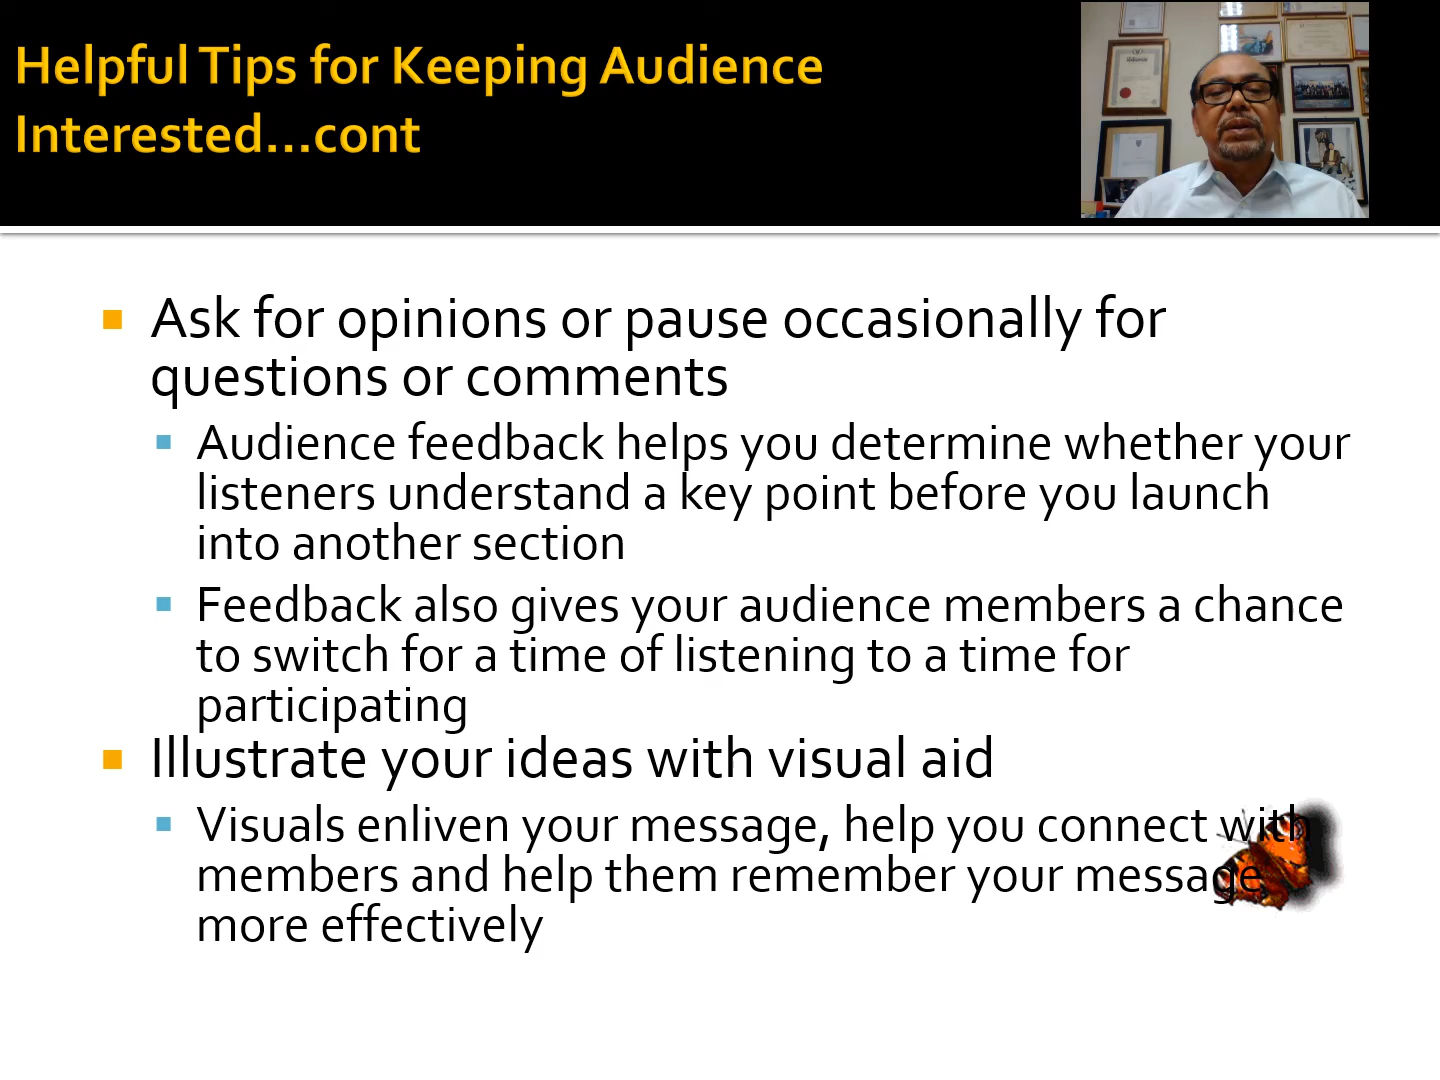 Helpful Tips for Keeping Audience
Interested...cont
Ask for opinions or pause occasionally for
questions or comments
Audience feedback helps you determine whether your
listeners understand a key point before you launch
into another section
Feedback also gives your audience members a chance
to switch for a time of listening to a time for
participating
Illustrate your ideas with visual aid
Visuals enliven your message, help you connect with
members and help them remember your message
more effectively